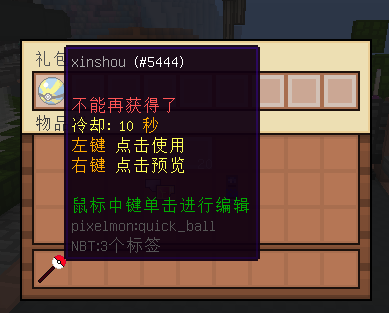 礼包
xinshou (#5444)
不能再获得了
冷却: 10 秒
左键 点击使用
右键 点击预览
物品
鼠标中键单击进行编辑
pixelmon:quick_ball
NBT:3个标签